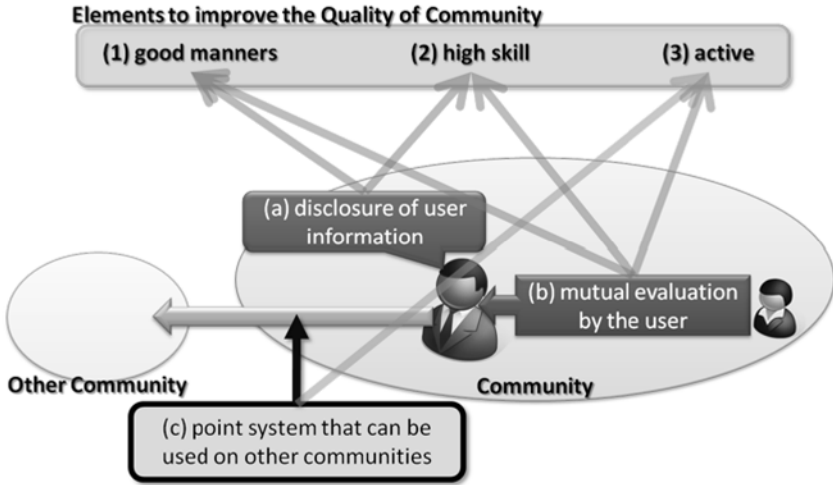 Elements to improve the Quality of Community
(1) good manners (2) high skill (3) active
(a) disclosure of user
information
(b) mutual evaluation
by the user
Other Community
Community
(c) point system that can be
used on other communities